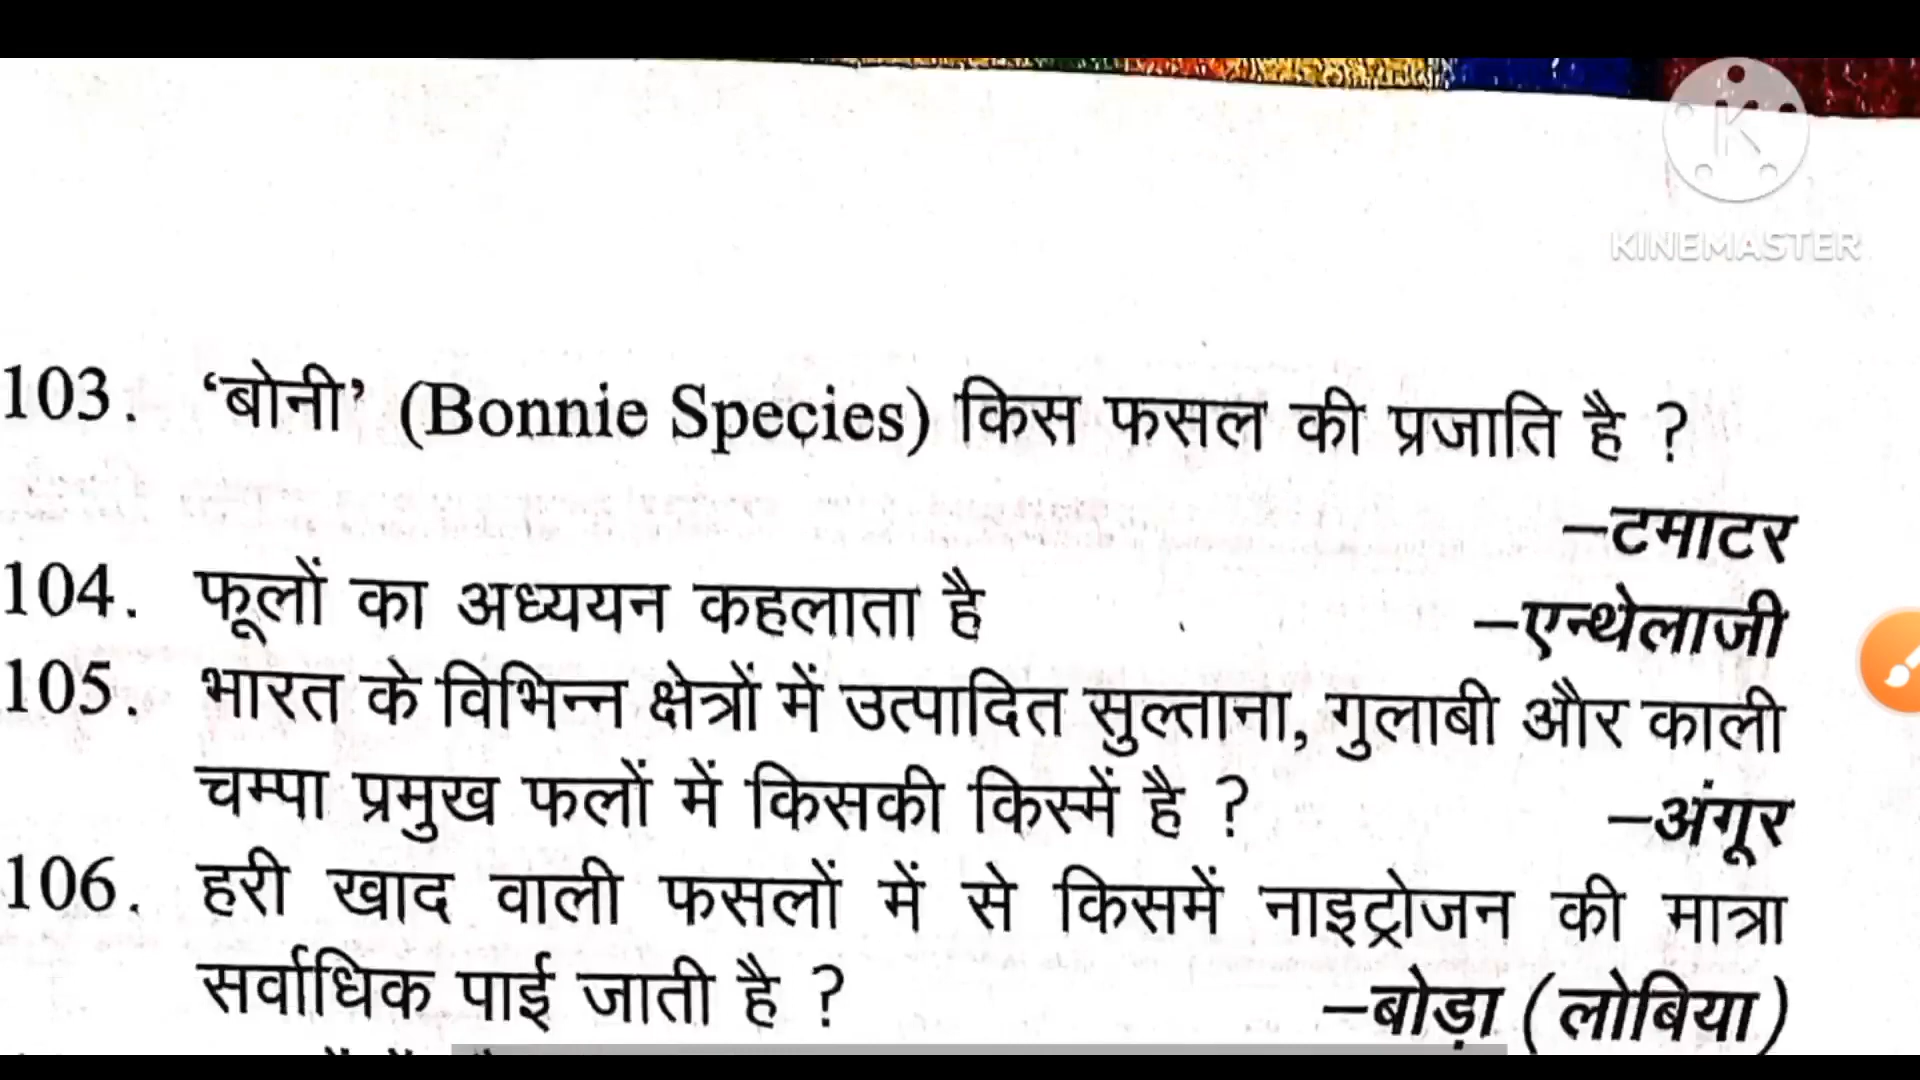 KINEMASTER
103. ‘बोनी’ (Bonnie Species) किस फसल की प्रजाति है ?
–टमाटर
104. फूलों का अध्ययन कहलाता है –एन्थेलाजी
105. भारत के विभिन्न क्षेत्रों में उत्पादित सुल्ताना, गुलाबी और काली
चम्पा प्रमुख फलों में किसकी किस्में है ? –अंगूर
106. हरी खाद वाली फसलों में से किसमें नाइट्रोजन की मात्रा
सर्वाधिक पाई जाती है ? –बोड़ा (लोबिया)